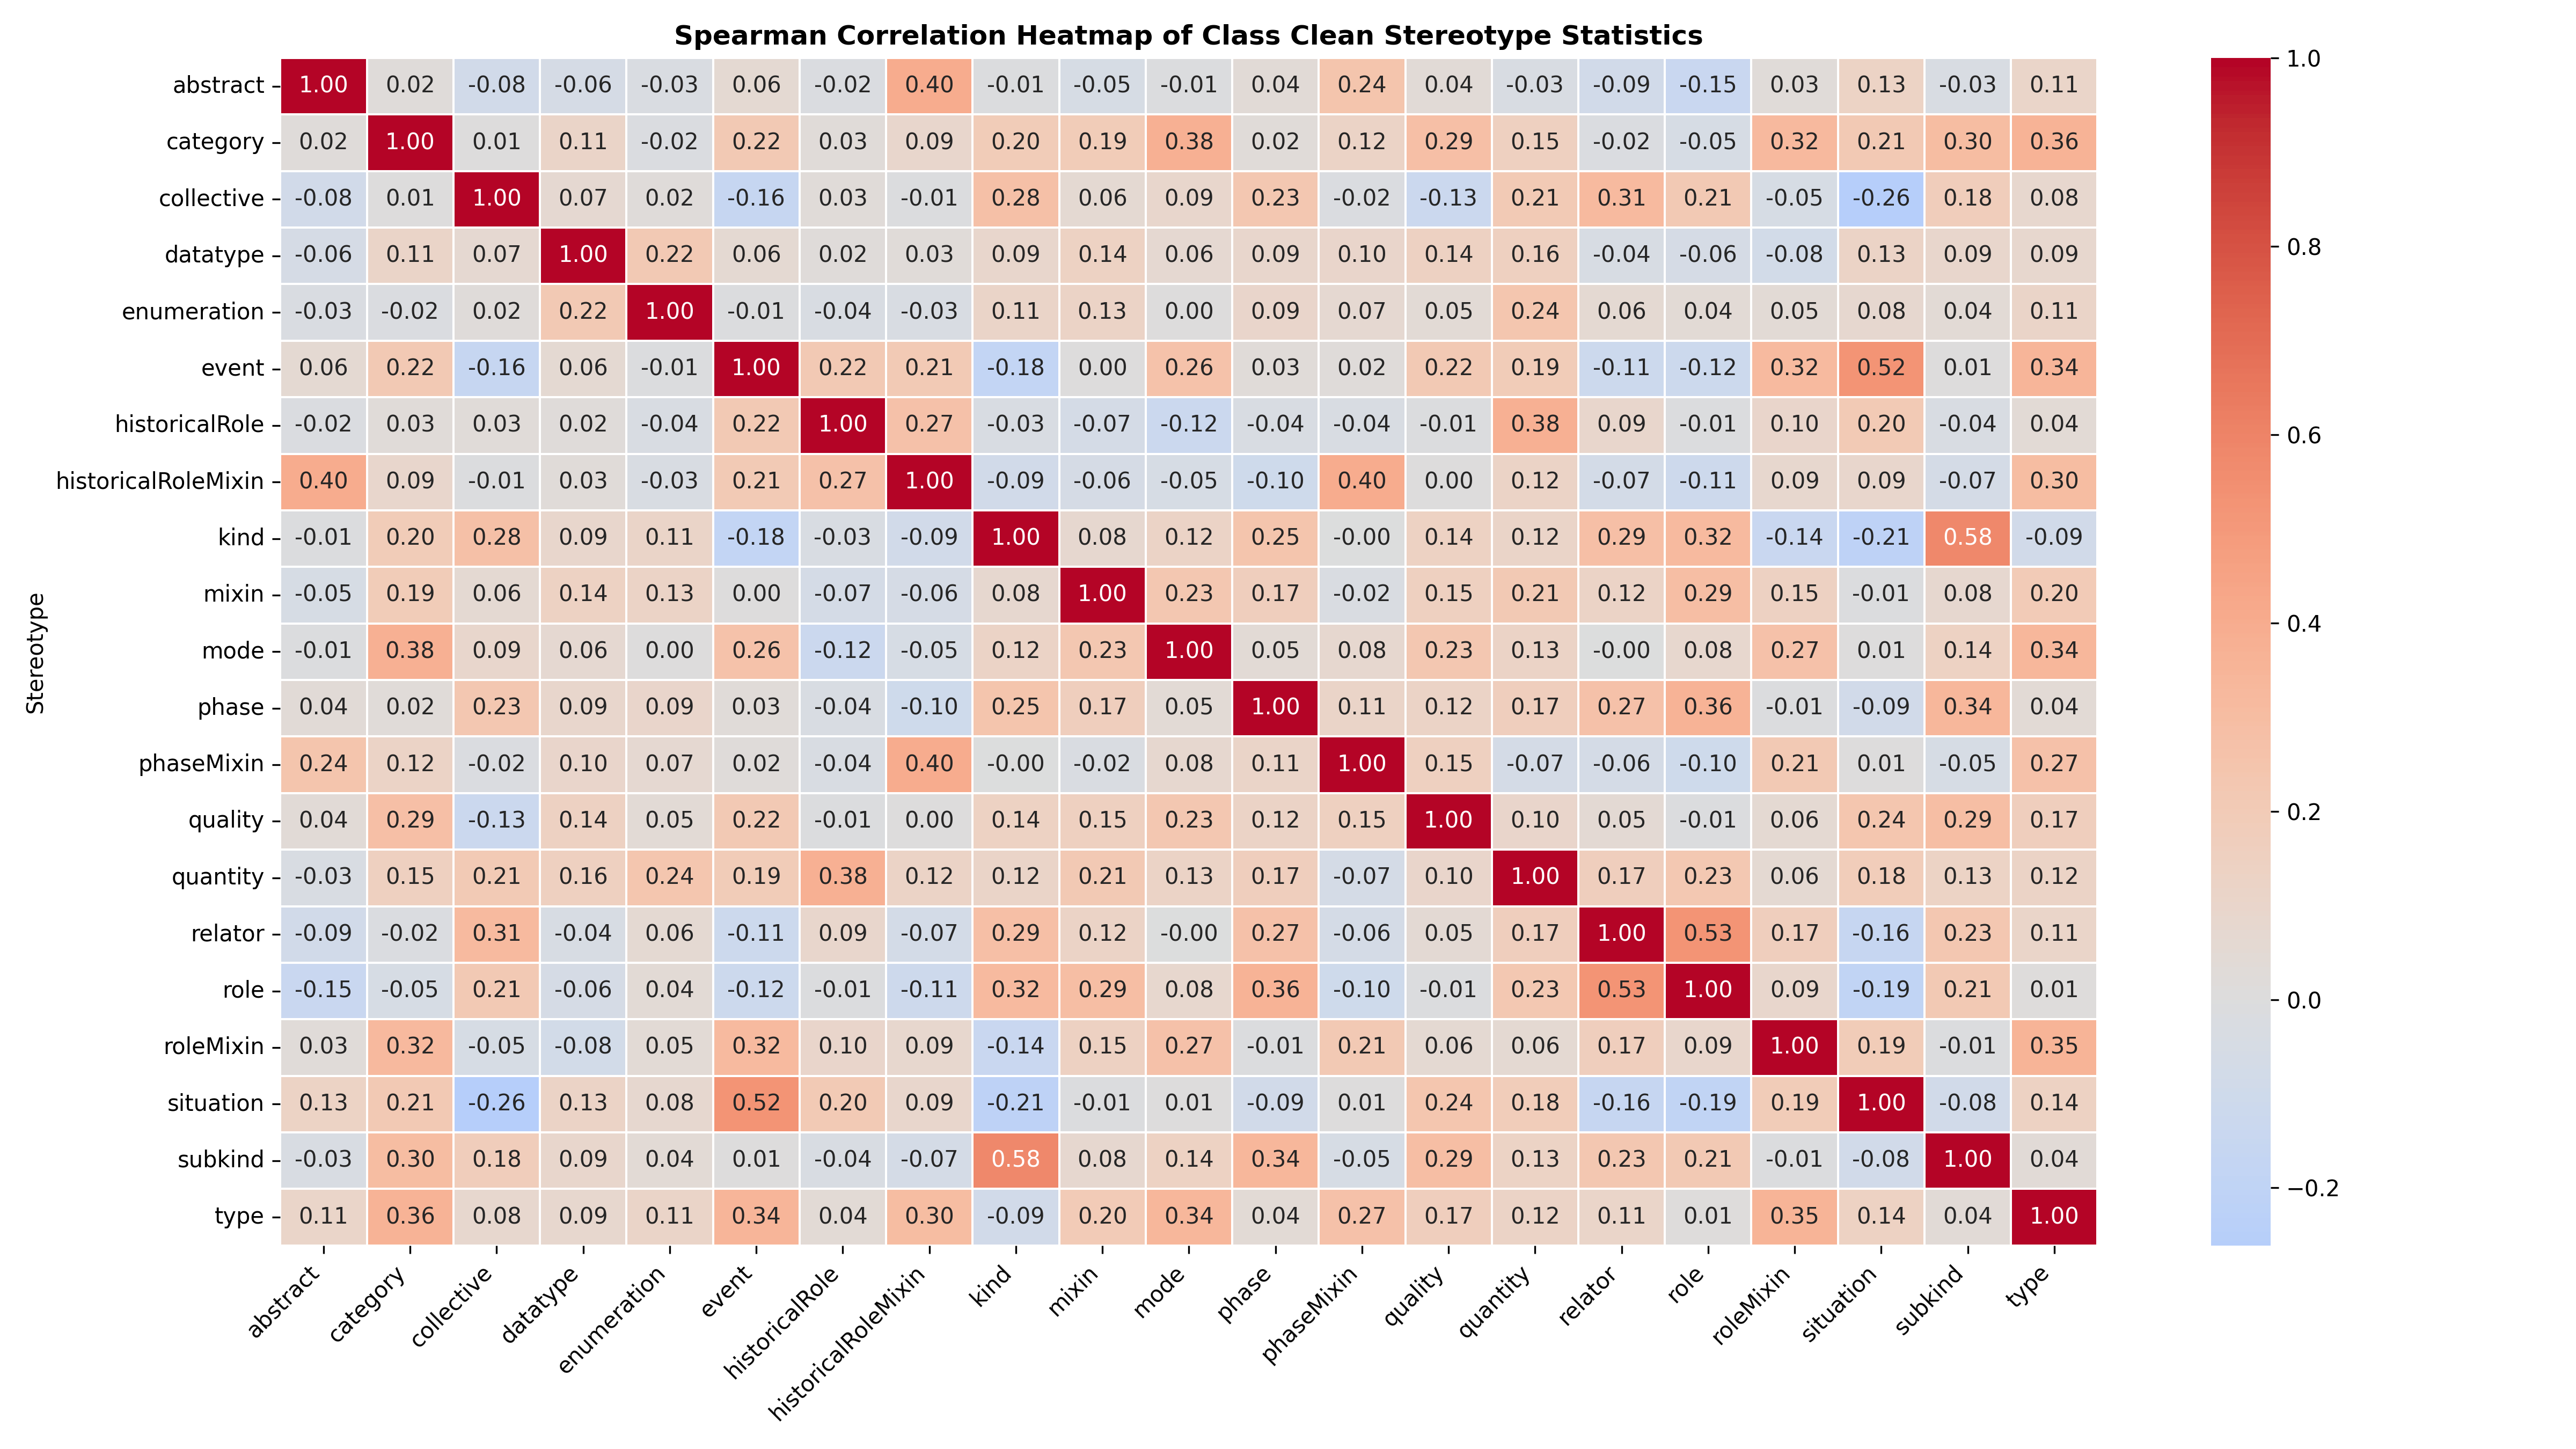 Spearman Correlation Heatmap of Class Clean Stereotype Statistics
abstract 1.00 0.02 -0.08 -0.06 -0.03 0.06 -0.02 0.40 -0.01 -0.05 -0.01 0.04 0.24 0.04 -0.03 -0.09 -0.15 0.03 0.13 -0.03 0.11
category 0.02 1.00 0.01 0.11 -0.02 0.22 0.03 0.09 0.20 0.19 0.38 0.02 0.12 0.29 0.15 -0.02 -0.05 0.32 0.21 0.30 0.36
collective -0.08 0.01 1.00 0.07 0.02 -0.16 0.03 -0.01 0.28 0.06 0.09 0.23 -0.02 -0.13 0.21 0.31 0.21 -0.05 -0.26 0.18 0.08
datatype -0.06 0.11 0.07 1.00 0.22 0.06 0.02 0.03 0.09 0.14 0.06 0.09 0.10 0.14 0.16 -0.04 -0.06 -0.08 0.13 0.09 0.09
enumeration -0.03 -0.02 0.02 0.22 1.00 -0.01 -0.04 -0.03 0.11 0.13 0.00 0.09 0.07 0.05 0.24 0.06 0.04 0.05 0.08 0.04 0.11
event 0.06 0.22 -0.16 0.06 -0.01 1.00 0.22 0.21 -0.18 0.00 0.26 0.03 0.02 0.22 0.19 -0.11 -0.12 0.32 0.52 0.01 0.34
historicalRole -0.02 0.03 0.03 0.02 -0.04 0.22 1.00 0.27 -0.03 -0.07 -0.12 -0.04 -0.04 -0.01 0.38 0.09 -0.01 0.10 0.20 -0.04 0.04
historicalRoleMixin 0.40 0.09 -0.01 0.03 -0.03 0.21 0.27 1.00 -0.09 -0.06 -0.05 -0.10 0.40 0.00 0.12 -0.07 -0.11 0.09 0.09 -0.07 0.30
kind -0.01 0.20 0.28 0.09 0.11 -0.18 -0.03 -0.09 1.00 0.08 0.12 0.25 -0.00 0.14 0.12 0.29 0.32 -0.14 -0.21 0.58 -0.09
mixin -0.05 0.19 0.06 0.14 0.13 0.00 -0.07 -0.06 0.08 1.00 0.23 0.17 -0.02 0.15 0.21 0.12 0.29 0.15 -0.01 0.08 0.20
mode -0.01 0.38 0.09 0.06 0.00 0.26 -0.12 -0.05 0.12 0.23 1.00 0.05 0.08 0.23 0.13 -0.00 0.08 0.27 0.01 0.14 0.34
phase 0.04 0.02 0.23 0.09 0.09 0.03 -0.04 -0.10 0.25 0.17 0.05 1.00 0.11 0.12 0.17 0.27 0.36 -0.01 -0.09 0.34 0.04
phaseMixin 0.24 0.12 -0.02 0.10 0.07 0.02 -0.04 0.40 -0.00 -0.02 0.08 0.11 1.00 0.15 -0.07 -0.06 -0.10 0.21 0.01 -0.05 0.27
quality 0.04 0.29 -0.13 0.14 0.05 0.22 -0.01 0.00 0.14 0.15 0.23 0.12 0.15 1.00 0.10 0.05 -0.01 0.06 0.24 0.29 0.17
quantity -0.03 0.15 0.21 0.16 0.24 0.19 0.38 0.12 0.12 0.21 0.13 0.17 -0.07 0.10 1.00 0.17 0.23 0.06 0.18 0.13 0.12
relator -0.09 -0.02 0.31 -0.04 0.06 -0.11 0.09 -0.07 0.29 0.12 -0.00 0.27 -0.06 0.05 0.17 1.00 0.53 0.17 -0.16 0.23 0.11
role -0.15 -0.05 0.21 -0.06 0.04 -0.12 -0.01 -0.11 0.32 0.29 0.08 0.36 -0.10 -0.01 0.23 0.53 1.00 0.09 -0.19 0.21 0.01
roleMixin 0.03 0.32 -0.05 -0.08 0.05 0.32 0.10 0.09 -0.14 0.15 0.27 -0.01 0.21 0.06 0.06 0.17 0.09 1.00 0.19 -0.01 0.35
situation 0.13 0.21 -0.26 0.13 0.08 0.52 0.20 0.09 -0.21 -0.01 0.01 -0.09 0.01 0.24 0.18 -0.16 -0.19 0.19 1.00 -0.08 0.14
subkind -0.03 0.30 0.18 0.09 0.04 0.01 -0.04 -0.07 0.58 0.08 0.14 0.34 -0.05 0.29 0.13 0.23 0.21 -0.01 -0.08 1.00 0.04
type 0.11 0.36 0.08 0.09 0.11 0.34 0.04 0.30 -0.09 0.20 0.34 0.04 0.27 0.17 0.12 0.11 0.01 0.35 0.14 0.04 1.00
abstract category collective datatype enumeration event historicalRole historicalRoleMixin kind mixin mode phase phaseMixin quality quantity relator role roleMixin situation subkind type
Stereotype
1.0
0.8
0.6
0.4
0.2
0.0
−0.2